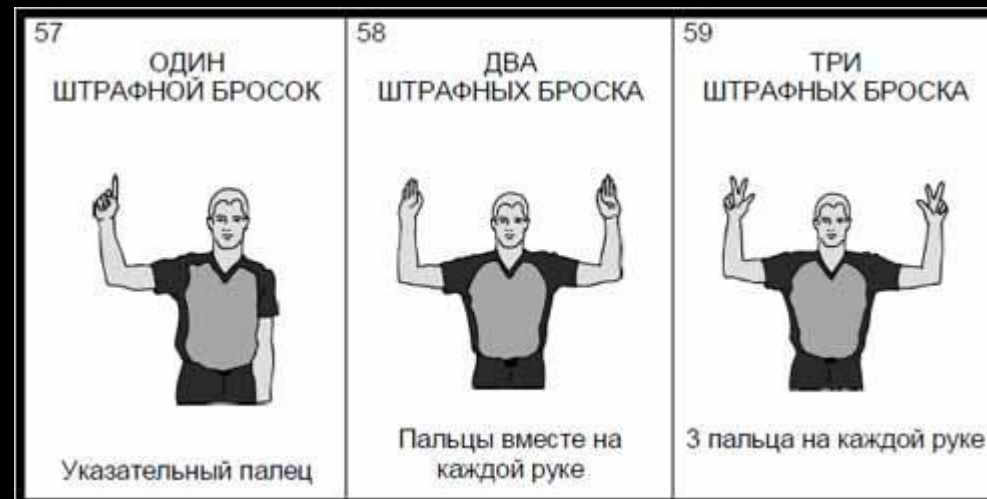 57
ОДИН
ШТРАФНОЙ БРОСОК
Указательный палец
58
ДВА
ШТРАФНЫХ БРОСКА
Пальцы вместе на
каждой руке
59
ТРИ
ШТРАФНЫХ БРОСКА
3 пальца на каждой руке